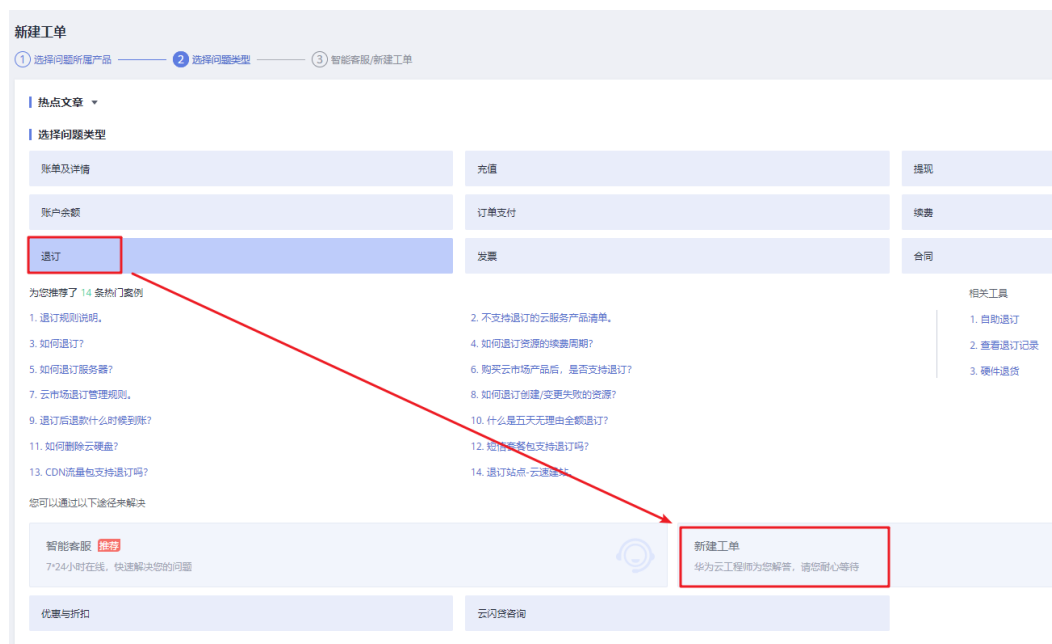 新建工单
1 选择问题所属产品 2 选择问题类型 3 智能客服/新建工单
热点文章
选择问题类型
账单及详情 充值 提现
账户余额 订单支付 续费
退订 发票 合同
为您推荐了 14 条热门案例 相关工具
1. 退订规则说明。 2. 不支持退订的云服务产品清单。 1. 自助退订
3. 如何退订? 4. 如何退订资源的续费周期? 2. 查看退订记录
5. 如何退订服务器? 6. 购买云市场产品后，是否支持退订? 3. 硬件退货
7. 云市场退订管理规则。 8. 如何退订创建/变更失败的资源?
9. 退订后退款什么时候到账? 10. 什么是五天无理由全额退订?
11. 如何删除云硬盘? 12. 短信套餐包支持退订吗?
13. CDN流量包支持退订吗? 14. 退订站点-云速建站。
您可以通过以下途径来解决
智能客服 推荐 新建工单
7*24小时在线，快速解决您的问题 华为云工程师为您解答，请您耐心等待
优惠与折扣 云闪贷咨询